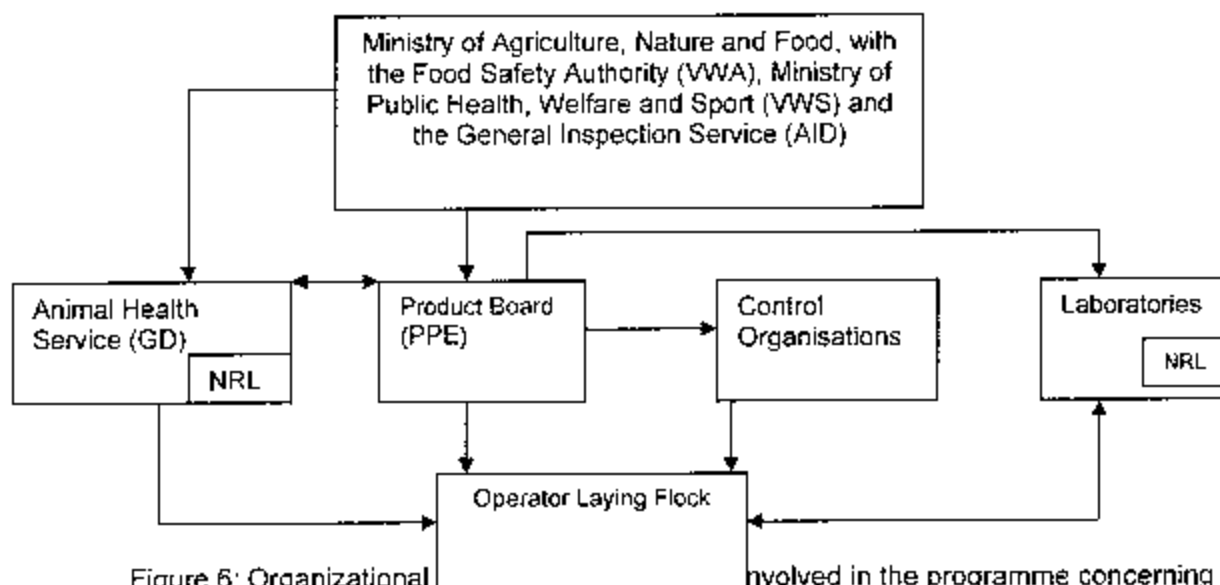 Ministry of Agriculture, Nature and Food, with
the Food Safety Authority (VWA), Ministry of
Public Health, Welfare and Sport (VWS) and
the General Inspection Service (AID)
Animal Health
Service (GD)
NRL
Product Board
(PPE)
Control
Organisations
Laboratories
NRL
Operator Laying Flock
Figure 6: Organizational nvolved in the programme concerning